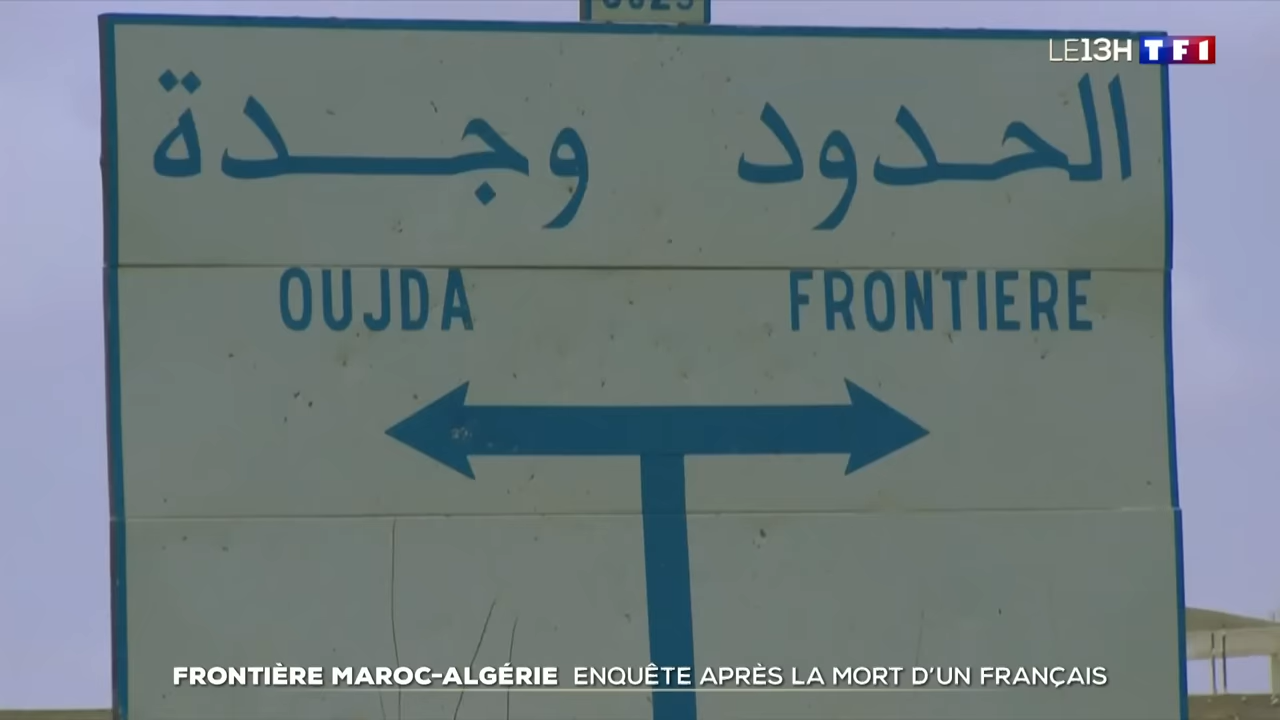 LE13H TF1
الحدود وجدة
OUJDA FRONTIERE
FRONTIÈRE MAROC-ALGÉRIE ENQUÊTE APRÈS LA MORT D'UN FRANÇAIS